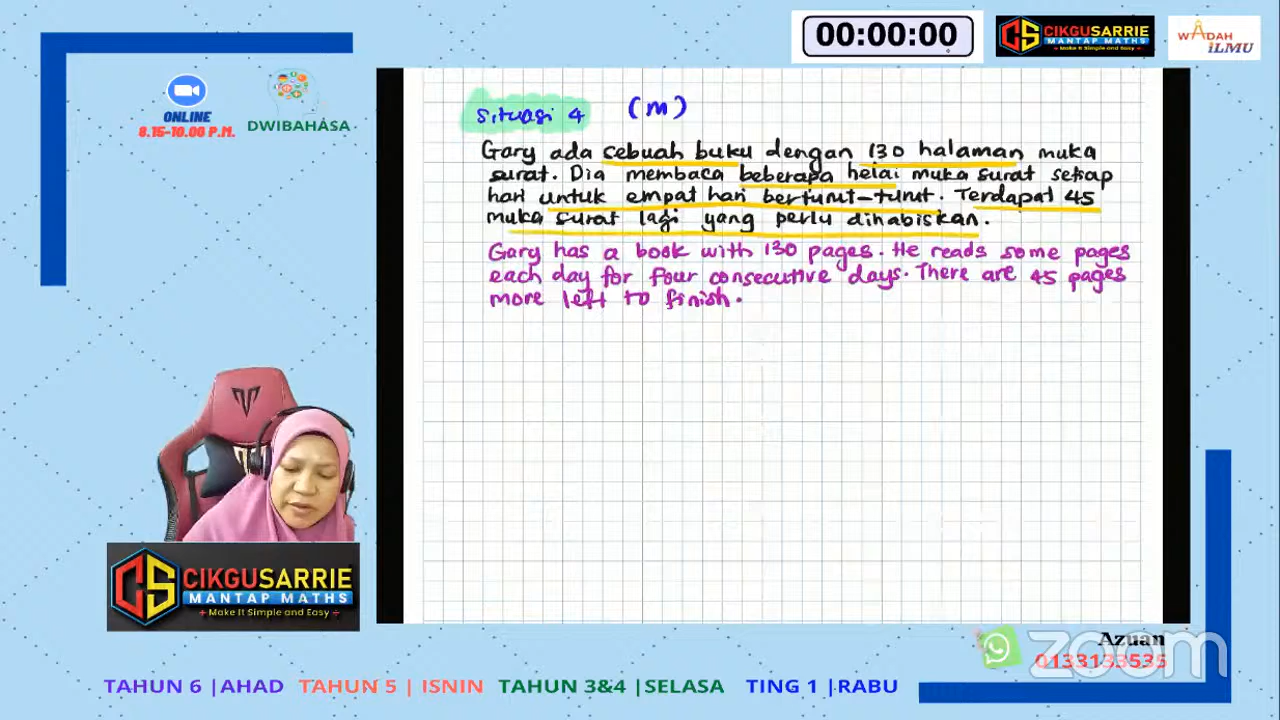 00:00:00
CS CIKGUSARRIE
MANTAP MATHS
Make It Simple and Easy
WADAH
iLMU
ONLINE
8.15-10.00 P.M.
DWIBAHASA
Situasi 4 (M)
Gary ada sebuah buku dengan 130 halaman muka
surat. Dia membaca beberapa helai muka surat setiap
hari untuk empat hari berturut-turut. Terdapat 45
muka surat lagi yang perlu dihabiskan.
Gary has a book with 130 pages. He reads some pages
each day for four consecutive days. There are 45 pages
more left to finish.
CS CIKGUSARRIE
MANTAP MATHS
+ Make It Simple and Easy +
Azuan
zoom
0133133535
TAHUN 6 |AHAD TAHUN 5 | ISNIN TAHUN 3&4 |SELASA TING 1 |RABU